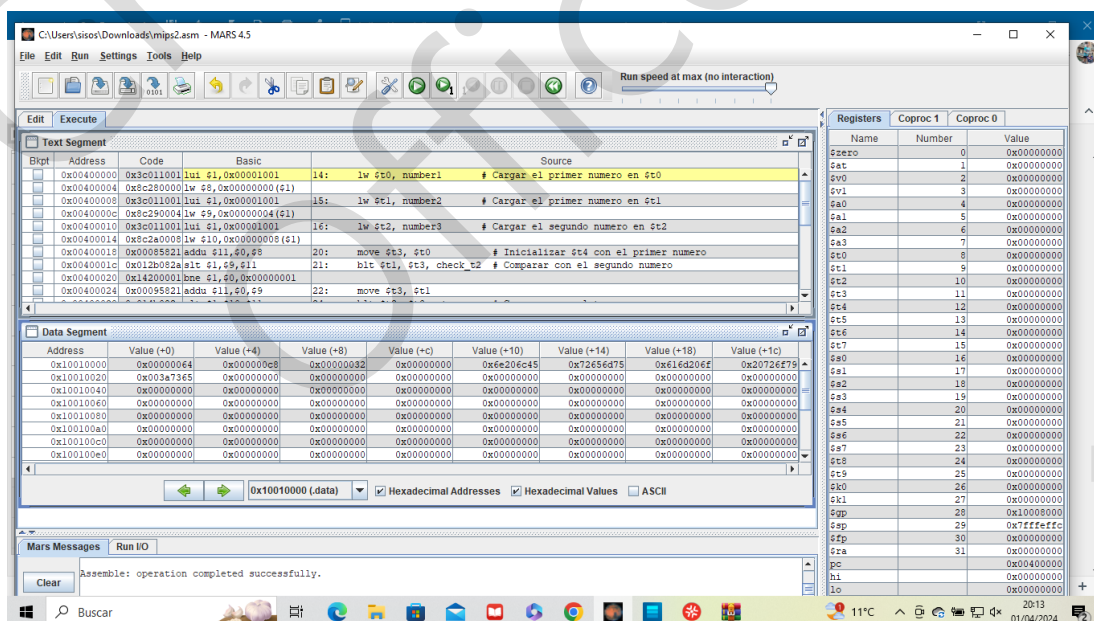 C:\Users\sisos\Downloads\mips2.asm - MARS 4.5
File Edit Run Settings Tools Help
Run speed at max (no interaction)
Edit Execute
Text Segment
Bkpt Address Code Basic Source
0x00400000 0x3c011001 lui $1,0x00001001 14: lw $t0, number1 # Cargar el primer numero en $t0
0x00400004 0x8c280000 lw $8,0x00000000($1)
0x00400008 0x3c011001 lui $1,0x00001001 15: lw $t1, number2 # Cargar el primer numero en $t1
0x0040000c 0x8c290004 lw $9,0x00000004($1)
0x00400010 0x3c011001 lui $1,0x00001001 16: lw $t2, number3 # Cargar el segundo numero en $t2
0x00400014 0x8c2a0008 lw $10,0x00000008($1)
0x00400018 0x00085821 addu $11,$0,$8 20: move $t3, $t0 # Inicializar $t4 con el primer numero
0x0040001c 0x012b082a slt $1,$9,$11 21: blt $t1, $t3, check_t2 # Comparar con el segundo numero
0x00400020 0x14200001 bne $1,$0,0x00000001
0x00400024 0x00095821 addu $11,$0,$9 22: move $t3, $t1
Data Segment
Address Value (+0) Value (+4) Value (+8) Value (+c) Value (+10) Value (+14) Value (+18) Value (+1c)
0x10010000 0x00000064 0x000000c8 0x00000032 0x00000000 0x6e206c45 0x72656d75 0x616d206f 0x20726f79
0x10010020 0x003a7365 0x00000000 0x00000000 0x00000000 0x00000000 0x00000000 0x00000000 0x00000000
0x10010040 0x00000000 0x00000000 0x00000000 0x00000000 0x00000000 0x00000000 0x00000000 0x00000000
0x10010060 0x00000000 0x00000000 0x00000000 0x00000000 0x00000000 0x00000000 0x00000000 0x00000000
0x10010080 0x00000000 0x00000000 0x00000000 0x00000000 0x00000000 0x00000000 0x00000000 0x00000000
0x100100a0 0x00000000 0x00000000 0x00000000 0x00000000 0x00000000 0x00000000 0x00000000 0x00000000
0x100100c0 0x00000000 0x00000000 0x00000000 0x00000000 0x00000000 0x00000000 0x00000000 0x00000000
0x100100e0 0x00000000 0x00000000 0x00000000 0x00000000 0x00000000 0x00000000 0x00000000 0x00000000
0x10010000 (.data) Hexadecimal Addresses Hexadecimal Values ASCII
Mars Messages Run I/O
Assemble: operation completed successfully.
Clear
Registers Coproc 1 Coproc 0
Name Number Value
$zero 0 0x00000000
$at 1 0x00000000
$v0 2 0x00000000
$v1 3 0x00000000
$a0 4 0x00000000
$a1 5 0x00000000
$a2 6 0x00000000
$a3 7 0x00000000
$t0 8 0x00000000
$t1 9 0x00000000
$t2 10 0x00000000
$t3 11 0x00000000
$t4 12 0x00000000
$t5 13 0x00000000
$t6 14 0x00000000
$t7 15 0x00000000
$s0 16 0x00000000
$s1 17 0x00000000
$s2 18 0x00000000
$s3 19 0x00000000
$s4 20 0x00000000
$s5 21 0x00000000
$s6 22 0x00000000
$s7 23 0x00000000
$t8 24 0x00000000
$t9 25 0x00000000
$k0 26 0x00000000
$k1 27 0x00000000
$gp 28 0x10008000
$sp 29 0x7fffeffc
$fp 30 0x00000000
$ra 31 0x00000000
pc 0x00400000
hi 0x00000000
lo 0x00000000
Buscar
11°C
20:13
01/04/2024